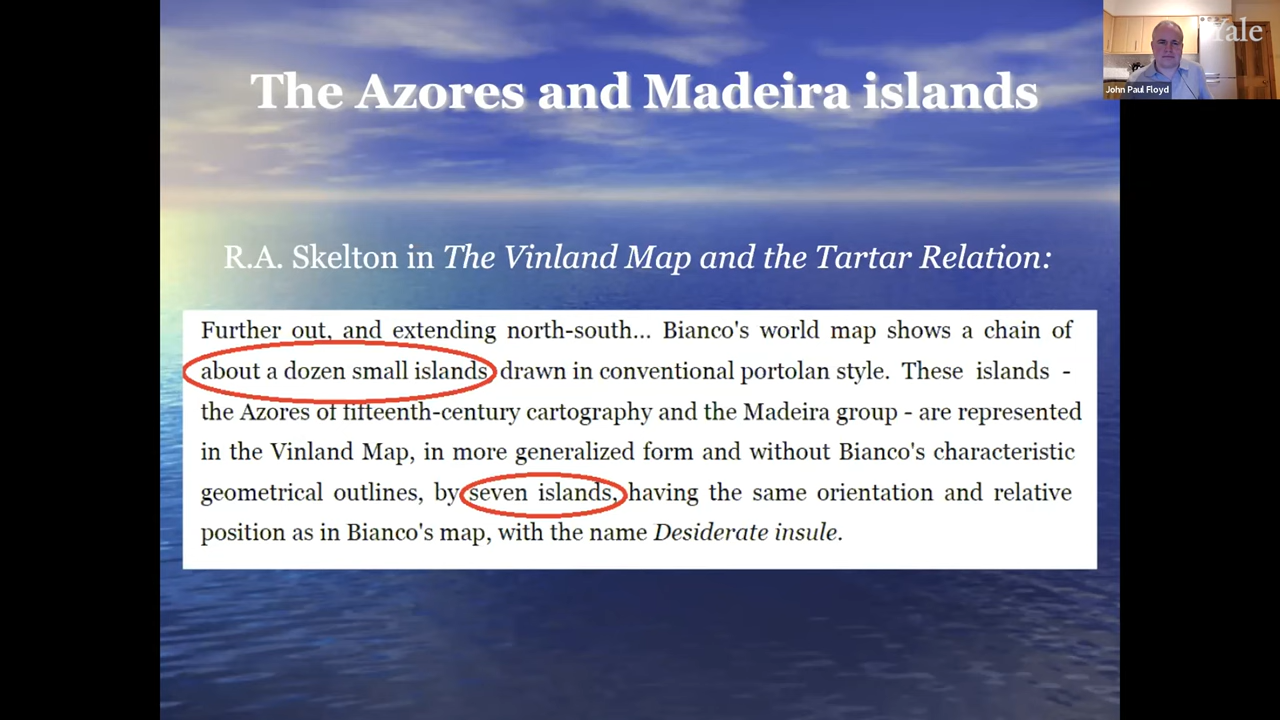 Yale
John Paul Floyd
The Azores and Madeira islands
R.A. Skelton in The Vinland Map and the Tartar Relation:
Further out, and extending north-south... Bianco's world map shows a chain of
about a dozen small islands drawn in conventional portolan style. These islands -
the Azores of fifteenth-century cartography and the Madeira group - are represented
in the Vinland Map, in more generalized form and without Bianco's characteristic
geometrical outlines, by seven islands, having the same orientation and relative
position as in Bianco's map, with the name Desiderate insule.